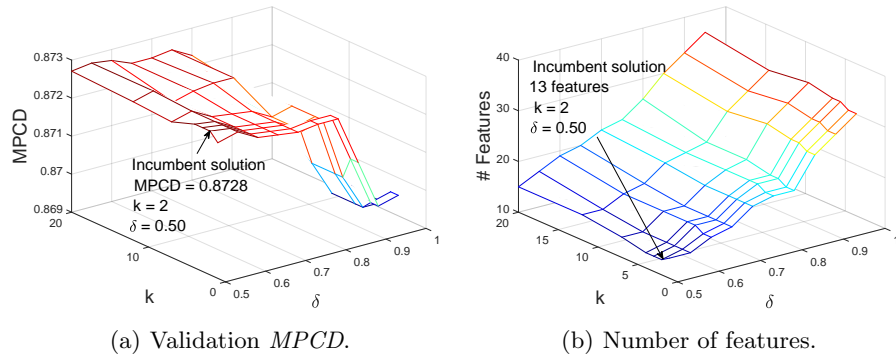 0.873
0.872
0.871
0.87
0.869
MPCD
Incumbent solution
MPCD = 0.8728
k = 2
δ = 0.50
20
10
0
k
0.5
0.6
0.7
0.8
0.9
1
δ
40
30
20
10
# Features
Incumbent solution
13 features
k = 2
δ = 0.50
20
15
10
5
0
k
0.5
0.6
0.7
0.8
0.9
1
δ
(a) Validation MPCD.
(b) Number of features.